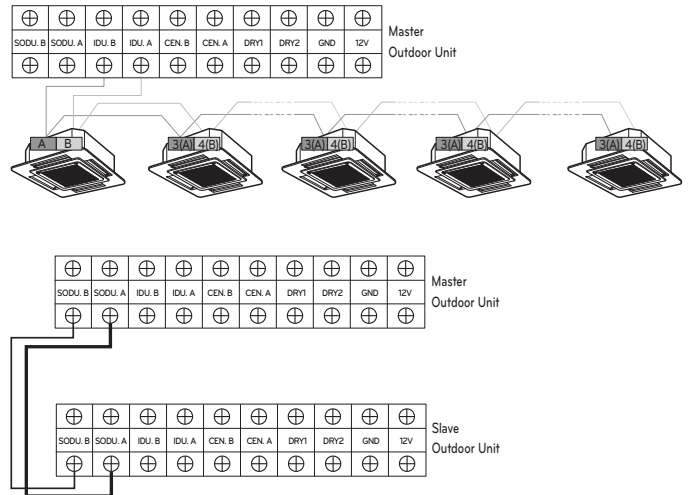 SODU. B SODU. A IDU. B IDU. A CEN. B CEN. A DRY1 DRY2 GND 12V
Master
Outdoor Unit
A B 3(A) 4(B) 3(A) 4(B) 3(A) 4(B) 3(A) 4(B)
SODU. B SODU. A IDU. B IDU. A CEN. B CEN. A DRY1 DRY2 GND 12V
Master
Outdoor Unit
SODU. B SODU. A IDU. B IDU. A CEN. B CEN. A DRY1 DRY2 GND 12V
Slave
Outdoor Unit